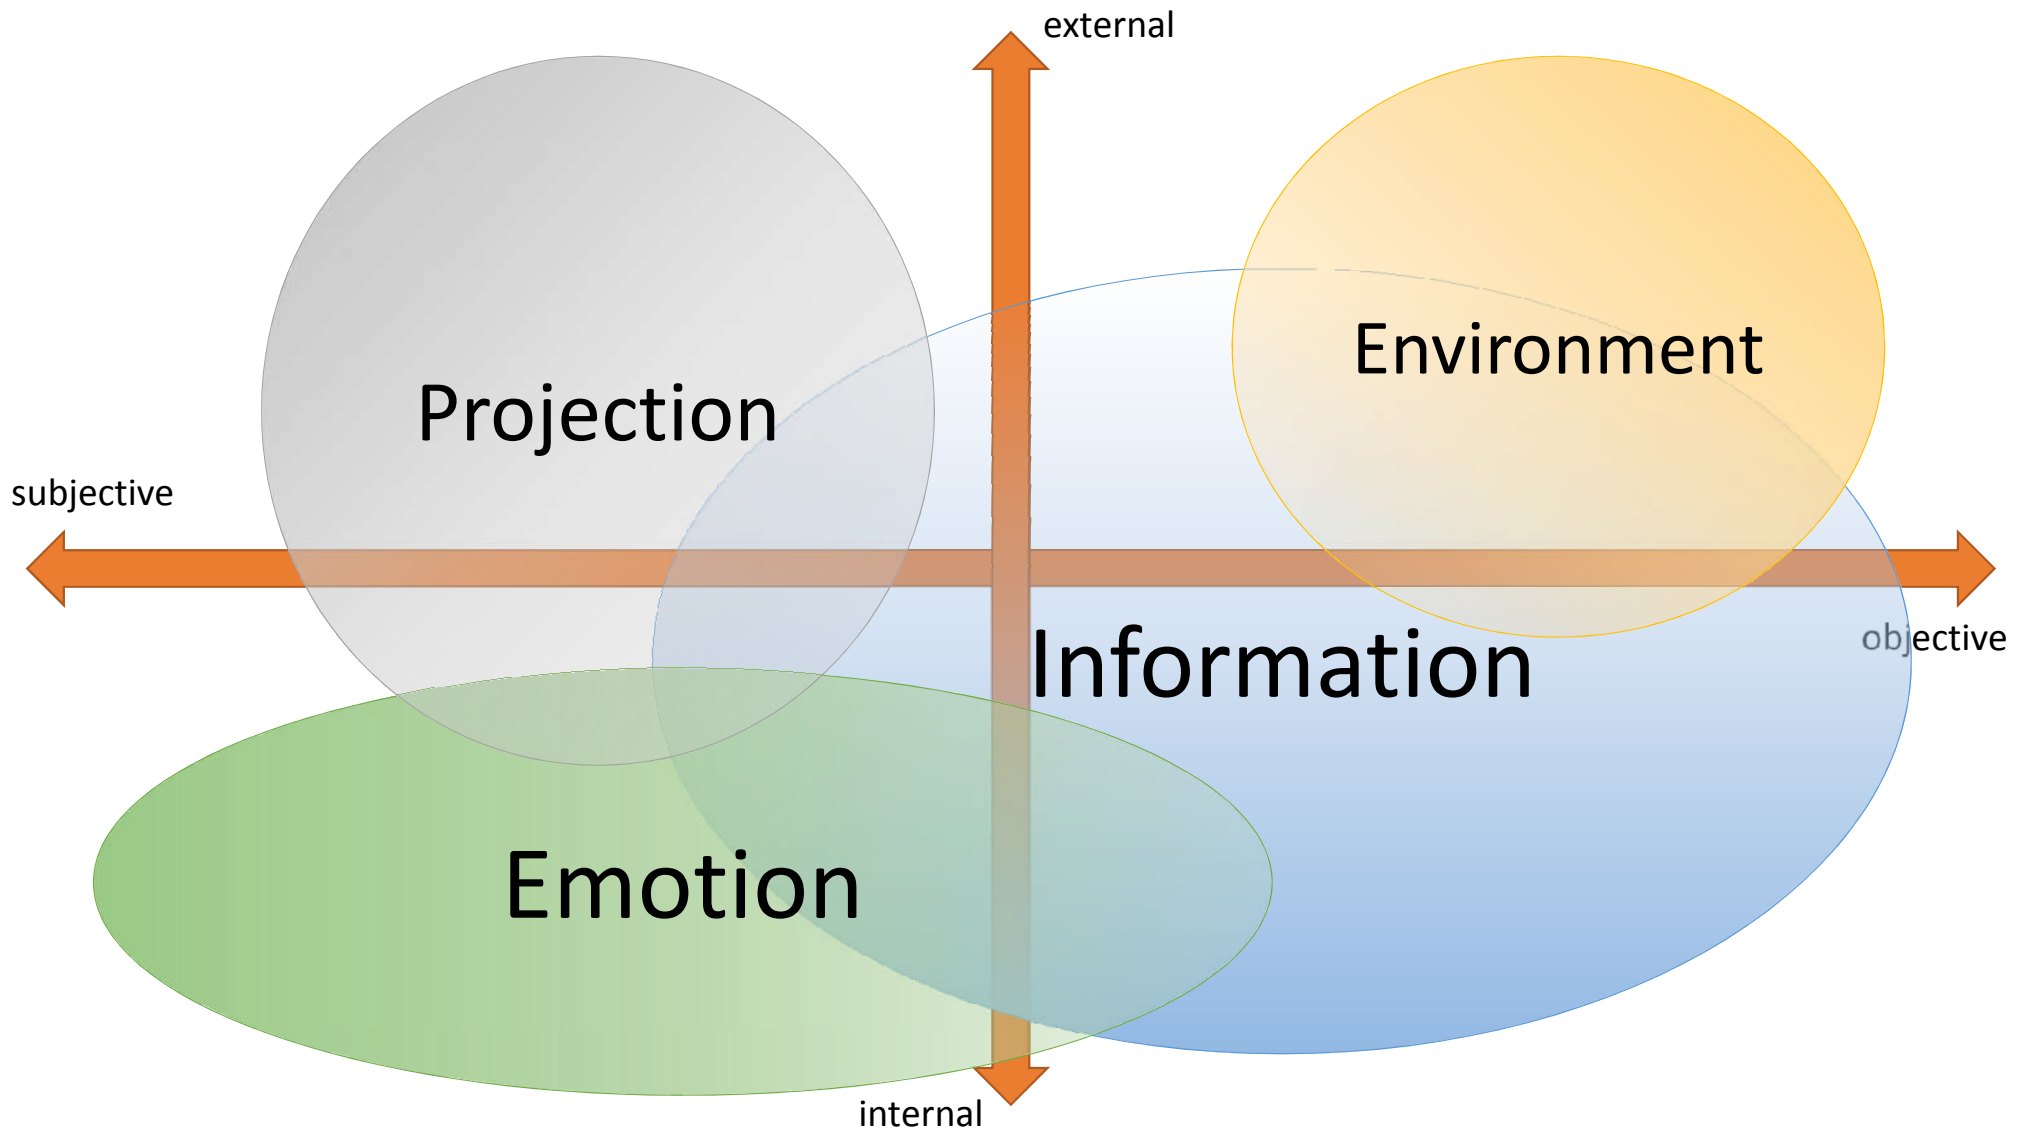 external
Environment
Projection
subjective
objective
Information
Emotion
internal